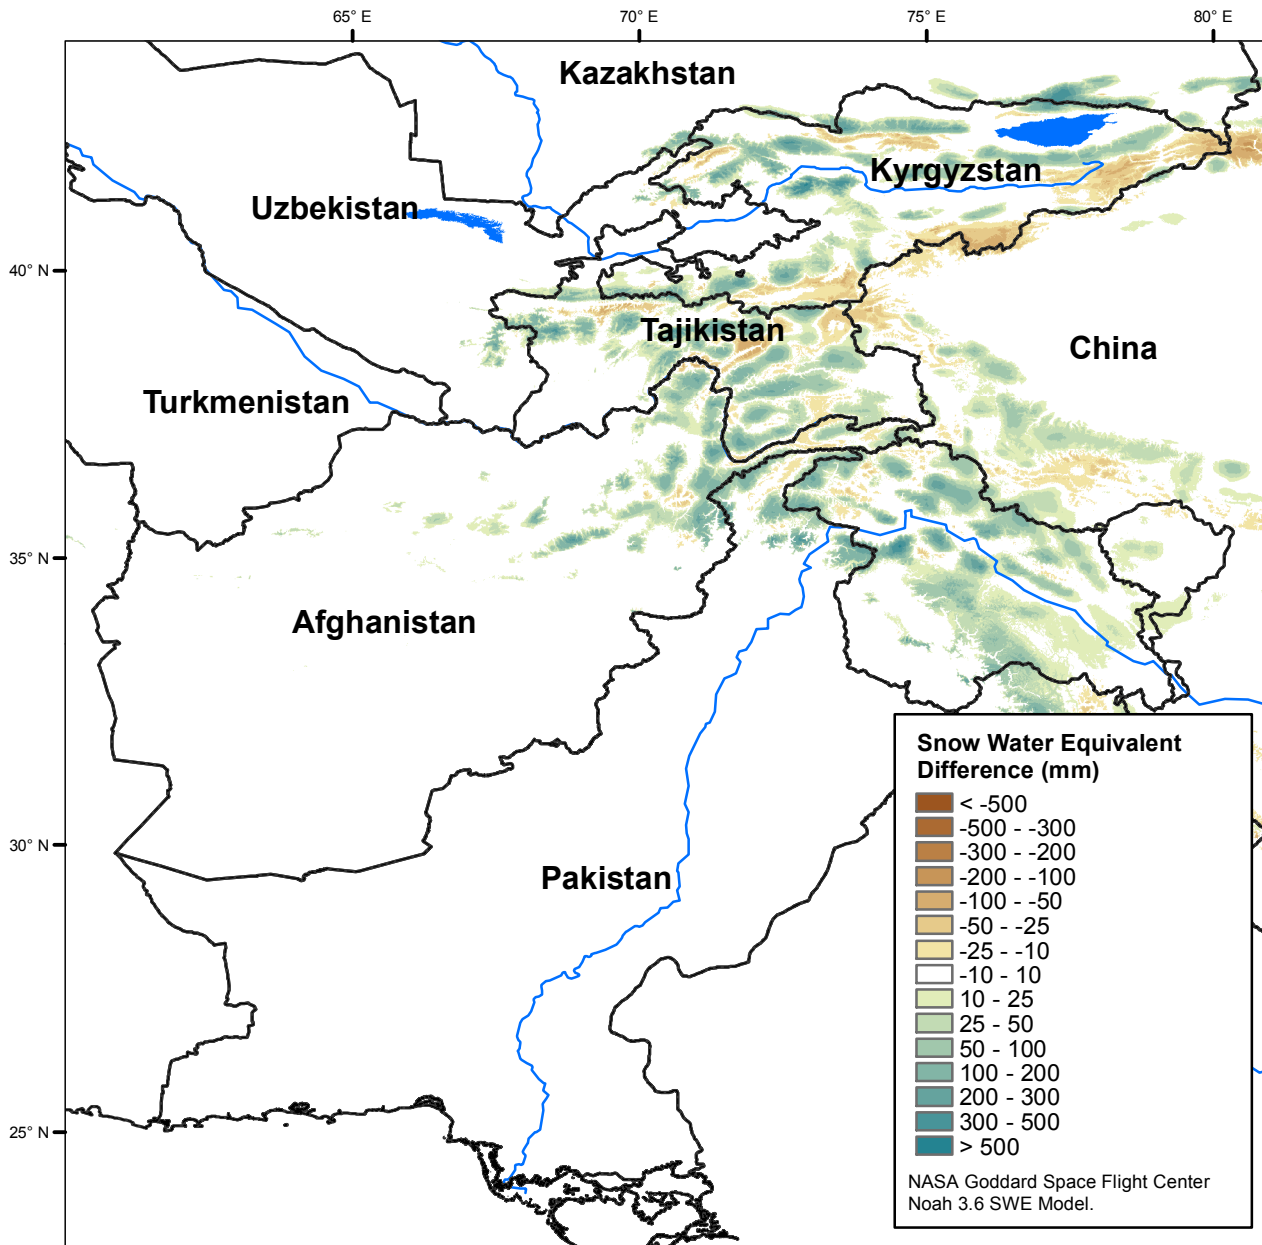 65° E
70° E
75° E
80° E
Kazakhstan
Kyrgyzstan
Uzbekistan
40° N
Tajikistan
China
Turkmenistan
35° N
Afghanistan
30° N
Pakistan
25° N
Snow Water Equivalent
Difference (mm)
< -500
-500 - -300
-300 - -200
-200 - -100
-100 - -50
-50 - -25
-25 - -10
-10 - 10
10 - 25
25 - 50
50 - 100
100 - 200
200 - 300
300 - 500
> 500
NASA Goddard Space Flight Center
Noah 3.6 SWE Model.